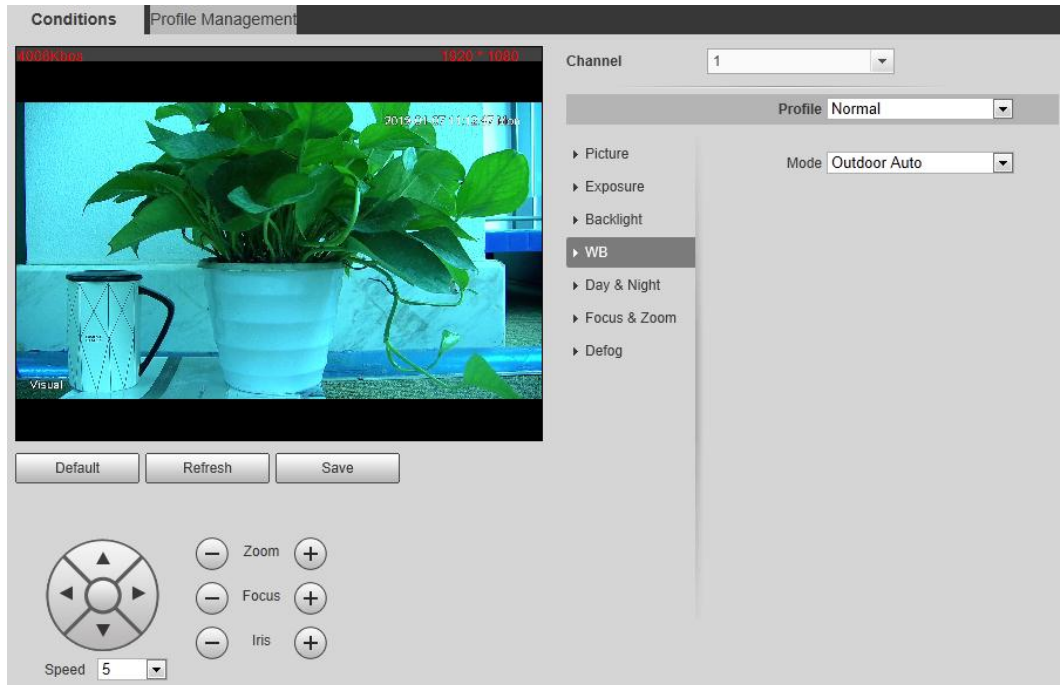 Conditions
Profile Management
1920 * 1080
Channel
1
Profile
Normal
Picture
Exposure
Backlight
WB
Day & Night
Focus & Zoom
Defog
Mode
Outdoor Auto
Visual
Default
Refresh
Save
Zoom
Focus
Iris
Speed
5